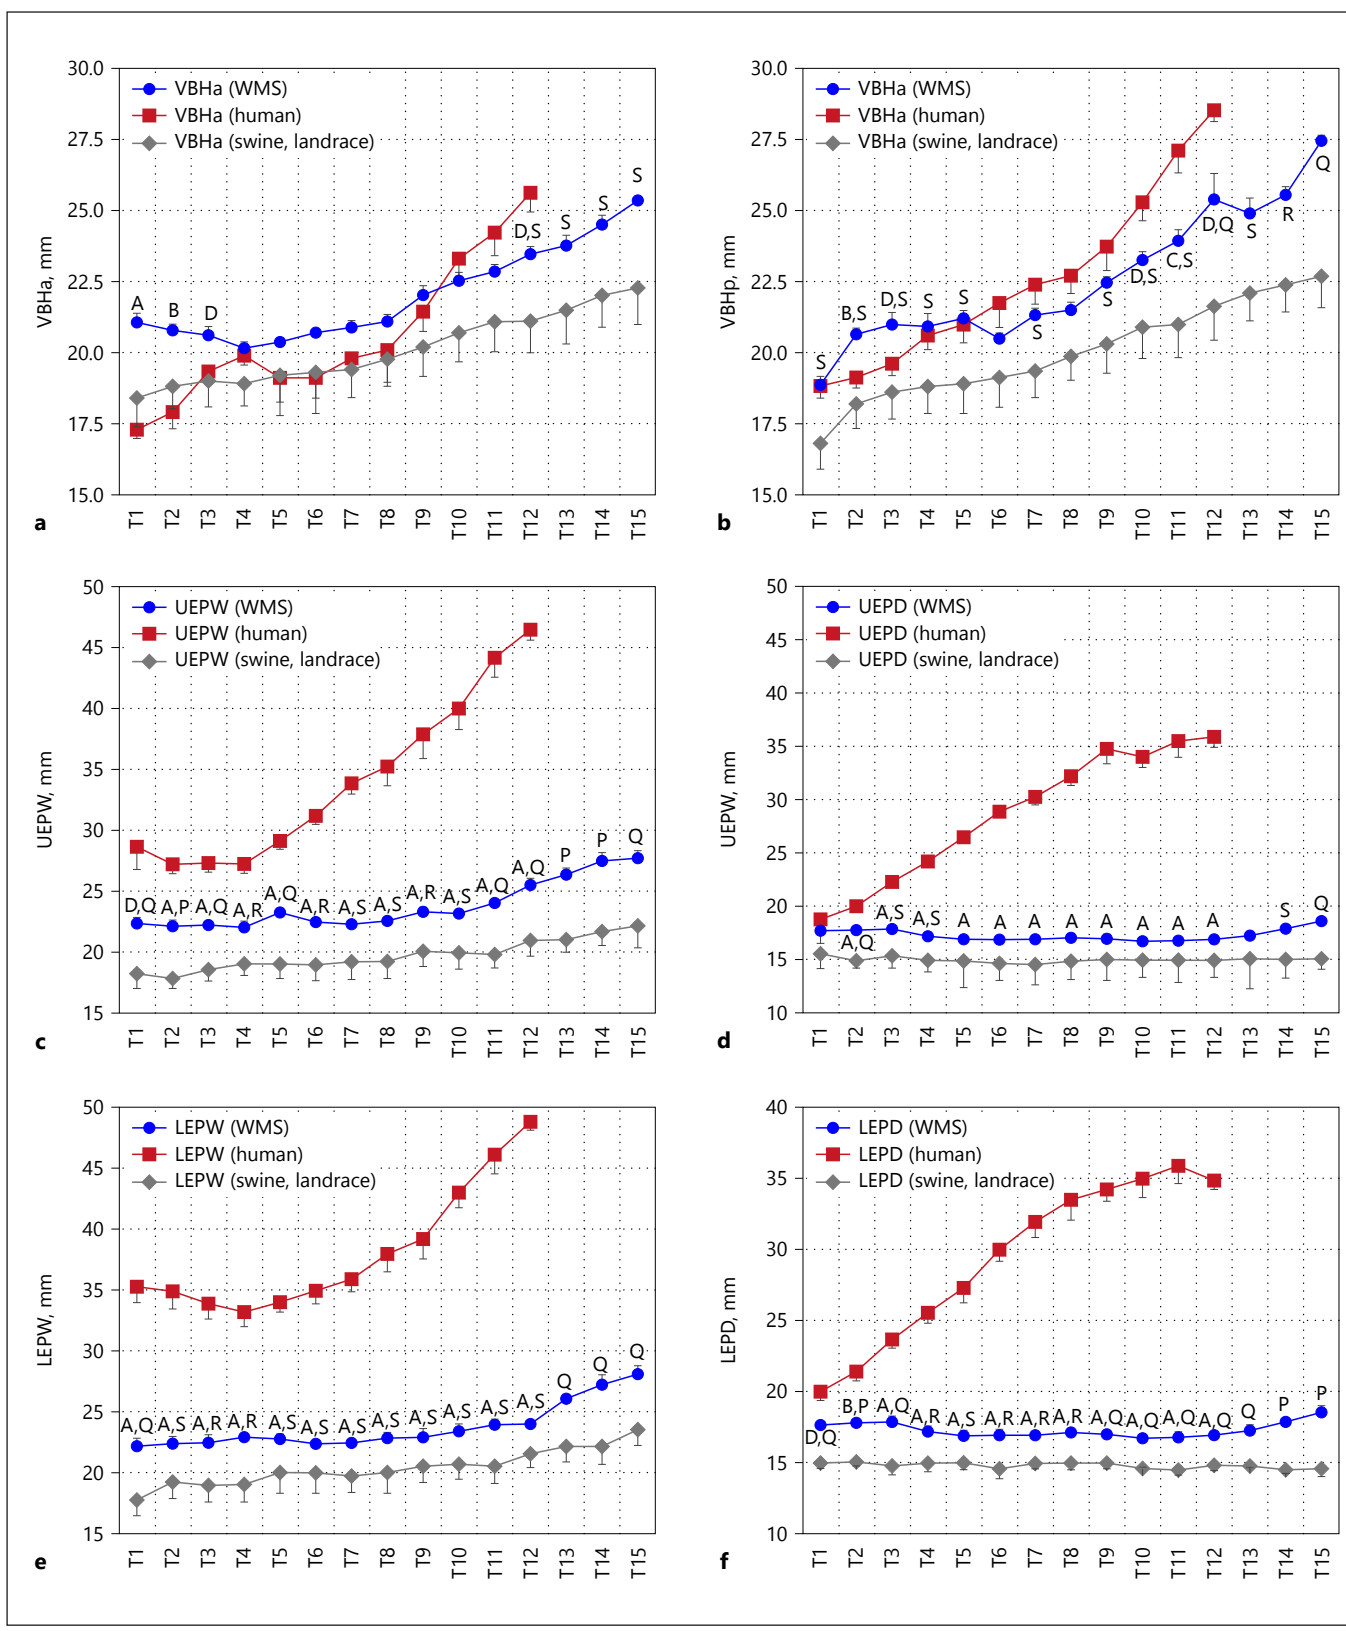 VBHa (WMS)
VBHa (human)
VBHa (swine, landrace)
VBHa, mm
30.0
27.5
25.0
22.5
20.0
17.5
15.0
A
B
D
D,S
S
S
S
T1 T2 T3 T4 T5 T6 T7 T8 T9 T10 T11 T12 T13 T14 T15
a
VBHa (WMS)
VBHa (human)
VBHa (swine, landrace)
VBHp, mm
30.0
27.5
25.0
22.5
20.0
17.5
15.0
S
B,S
D,S
S
S
S
S
D,S
C,S
D,Q
S
R
Q
T1 T2 T3 T4 T5 T6 T7 T8 T9 T10 T11 T12 T13 T14 T15
b
UEPW (WMS)
UEPW (human)
UEPW (swine, landrace)
UEPW, mm
50
45
40
35
30
25
20
15
D,Q
A,P
A,Q
A,R
A,Q
A,R
A,S
A,S
A,R
A,S
A,Q
A,Q
P
P
Q
T1 T2 T3 T4 T5 T6 T7 T8 T9 T10 T11 T12 T13 T14 T15
c
UEPD (WMS)
UEPD (human)
UEPD (swine, landrace)
UEPW, mm
50
45
40
35
30
25
20
15
10
A,Q
A,S
A,S
A
A
A
A
A
A
A
A
S
Q
T1 T2 T3 T4 T5 T6 T7 T8 T9 T10 T11 T12 T13 T14 T15
d
LEPW (WMS)
LEPW (human)
LEPW (swine, landrace)
LEPW, mm
50
45
40
35
30
25
20
15
A,Q
A,S
A,R
A,R
A,S
A,S
A,S
A,S
A,S
A,S
A,S
A,S
Q
Q
Q
T1 T2 T3 T4 T5 T6 T7 T8 T9 T10 T11 T12 T13 T14 T15
e
LEPD (WMS)
LEPD (human)
LEPD (swine, landrace)
LEPD, mm
40
35
30
25
20
15
10
D,Q
B,P
A,Q
A,R
A,S
A,R
A,R
A,R
A,Q
A,Q
A,Q
A,Q
Q
P
P
T1 T2 T3 T4 T5 T6 T7 T8 T9 T10 T11 T12 T13 T14 T15
f